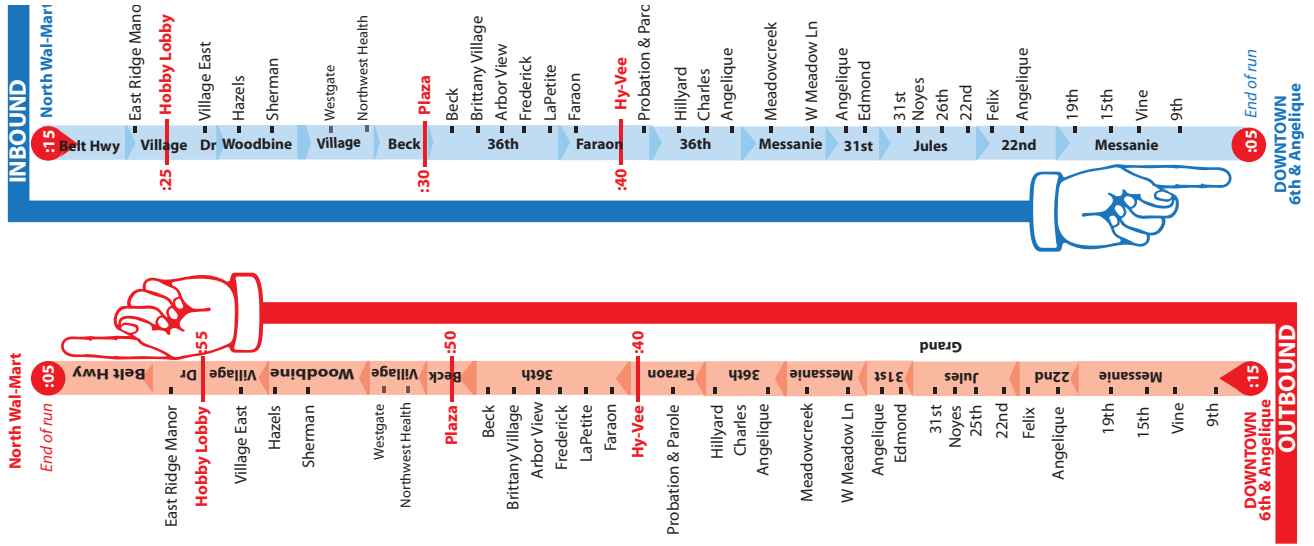 INBOUND
North Wal-Mart
:15
East Ridge Mano
Hobby Lobby
Village East
Hazels
Sherman
Westgate
Northwest Health
Plaza
Beck
Brittany Village
Arbor View
Frederick
LaPetite
Faraon
Hy-Vee
Probation & Parc
Hillyard
Charles
Angelique
Meadowcreek
W Meadow Ln
Angelique
Edmond
31st
Noyes
26th
22nd
Felix
Angelique
19th
15th
Vine
9th
Belt Hwy
Village Dr
Woodbine
Village
Beck
36th
Faraon
36th
Messanie
31st
Jules
22nd
Messanie
:25
:30
:40
:05
End of run
DOWNTOWN
6th & Angelique
North Wal-Mart
End of run
:05
:55
:50
:40
Grand
:15
Belt Hwy
Village Dr
Woodbine
Village
Beck
36th
Faraon
36th
Messanie
31st
Jules
22nd
Messanie
East Ridge Manor
Hobby Lobby
Village East
Hazels
Sherman
Westgate
Northwest Health
Plaza
Beck
Brittany Village
Arbor View
Frederick
LaPetite
Faraon
Hy-Vee
Probation & Parole
Hillyard
Charles
Angelique
Meadowcreek
W Meadow Ln
Angelique
Edmond
31st
Noyes
25th
22nd
Felix
Angelique
19th
15th
Vine
9th
DOWNTOWN
6th & Angelique
OUTBOUND